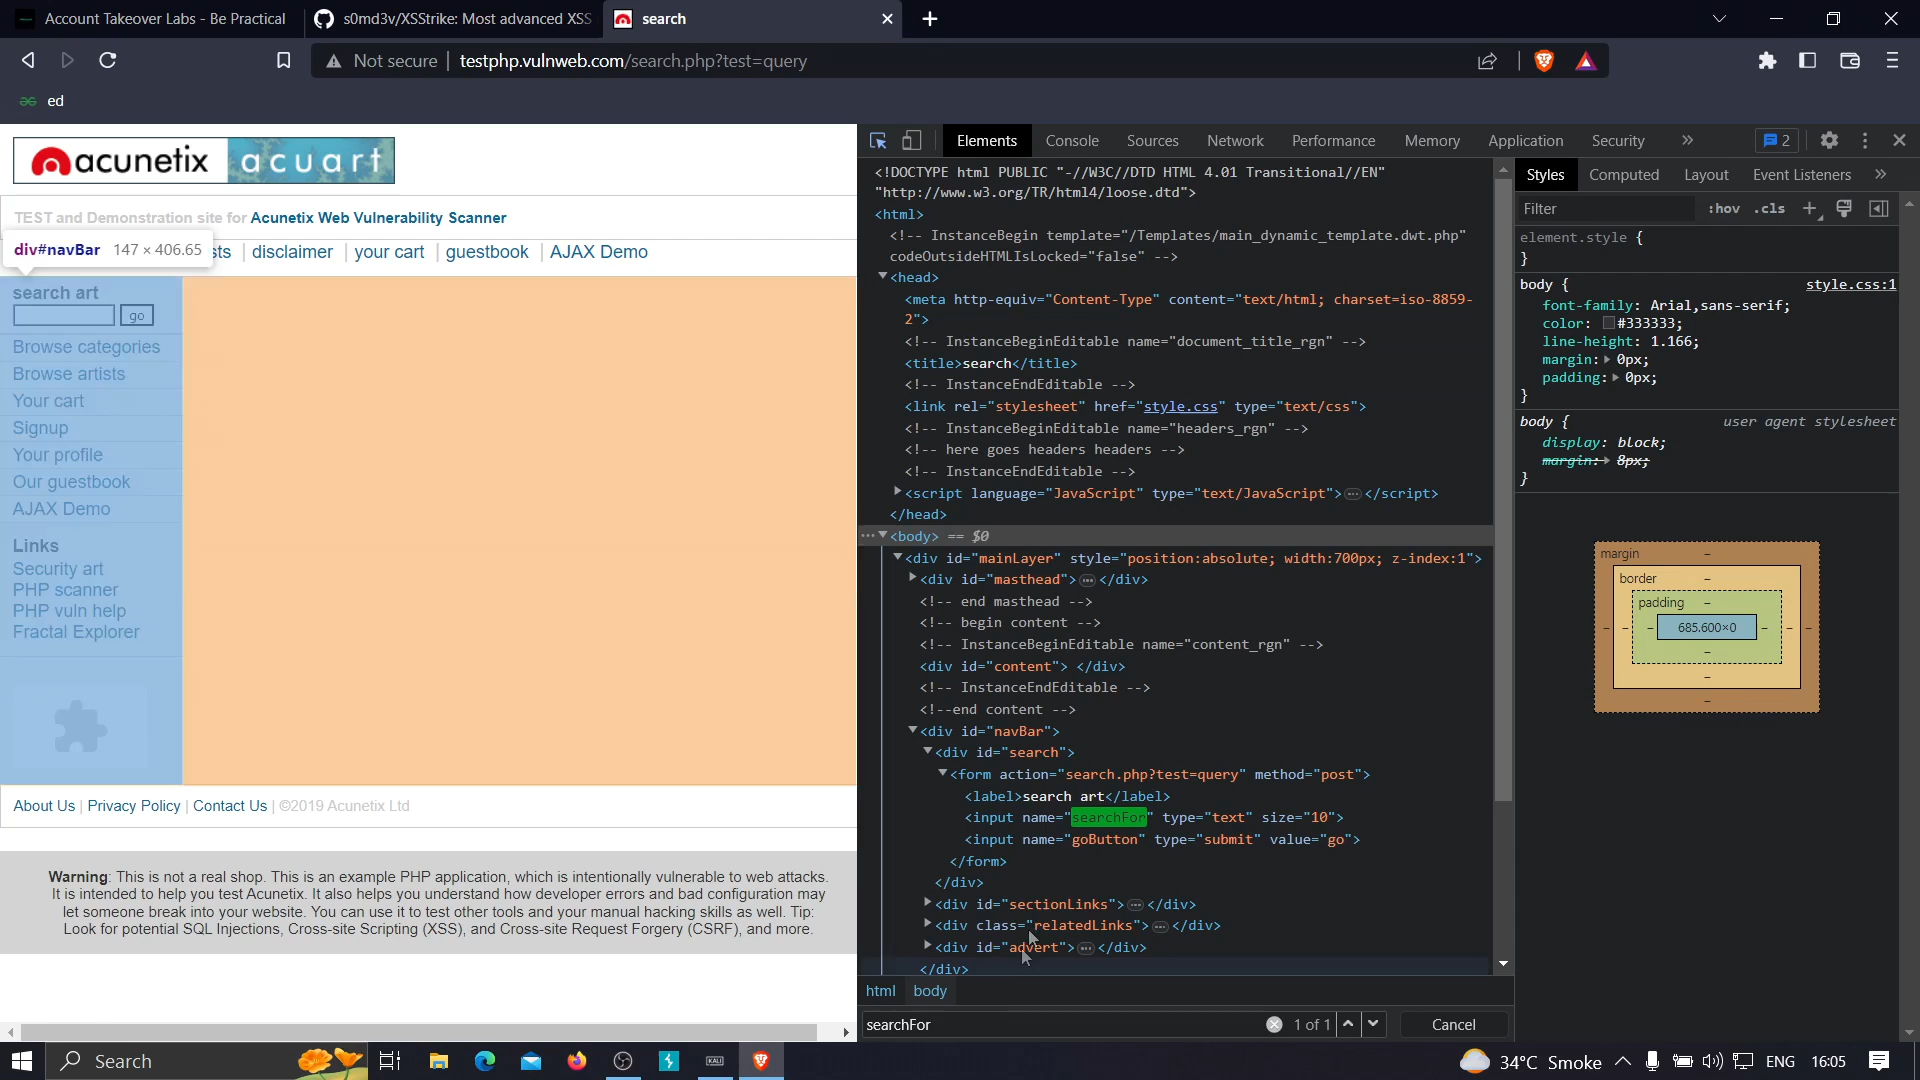 Account Takeover Labs - Be Practical
s0md3v/XSStrike: Most advanced XSS
search
Not secure
testphp.vulnweb.com/search.php?test=query
ed
acunetix acuart
TEST and Demonstration site for Acunetix Web Vulnerability Scanner
div#navBar 147 × 406.65
sts | disclaimer | your cart | guestbook | AJAX Demo
search art
go
Browse categories
Browse artists
Your cart
Signup
Your profile
Our guestbook
AJAX Demo
Links
Security art
PHP scanner
PHP vuln help
Fractal Explorer
About Us | Privacy Policy | Contact Us | ©2019 Acunetix Ltd
Warning: This is not a real shop. This is an example PHP application, which is intentionally vulnerable to web attacks.
It is intended to help you test Acunetix. It also helps you understand how developer errors and bad configuration may
let someone break into your website. You can use it to test other tools and your manual hacking skills as well. Tip:
Look for potential SQL Injections, Cross-site Scripting (XSS), and Cross-site Request Forgery (CSRF), and more.
Elements Console Sources Network Performance Memory Application Security » 2
<!DOCTYPE html PUBLIC "-//W3C//DTD HTML 4.01 Transitional//EN"
"http://www.w3.org/TR/html4/loose.dtd">
<html>
<!-- InstanceBegin template="/Templates/main_dynamic_template.dwt.php"
codeOutsideHTMLIsLocked="false" -->
<head>
<meta http-equiv="Content-Type" content="text/html; charset=iso-8859-
2">
<!-- InstanceBeginEditable name="document_title_rgn" -->
<title>search</title>
<!-- InstanceEndEditable -->
<link rel="stylesheet" href="style.css" type="text/css">
<!-- InstanceBeginEditable name="headers_rgn" -->
<!-- here goes headers headers -->
<!-- InstanceEndEditable -->
<script language="JavaScript" type="text/JavaScript">…</script>
</head>
<body> == $0
<div id="mainLayer" style="position:absolute; width:700px; z-index:1">
<div id="masthead">…</div>
<!-- end masthead -->
<!-- begin content -->
<!-- InstanceBeginEditable name="content_rgn" -->
<div id="content"> </div>
<!-- InstanceEndEditable -->
<!--end content -->
<div id="navBar">
<div id="search">
<form action="search.php?test=query" method="post">
<label>search art</label>
<input name="searchFor" type="text" size="10">
<input name="goButton" type="submit" value="go">
</form>
</div>
<div id="sectionLinks">…</div>
<div class="relatedLinks">…</div>
<div id="advert">…</div>
</div>
html body
searchFor
1 of 1
Cancel
Styles Computed Layout Event Listeners »
Filter
:hov .cls
element.style {
}
body { style.css:1
font-family: Arial,sans-serif;
color: #333333;
line-height: 1.166;
margin: 0px;
padding: 0px;
}
body { user agent stylesheet
display: block;
margin: 8px;
}
margin –
border –
padding –
– – – 685.600×0 – – –
–
–
–
Search
KALI
34°C Smoke
ENG
16:05